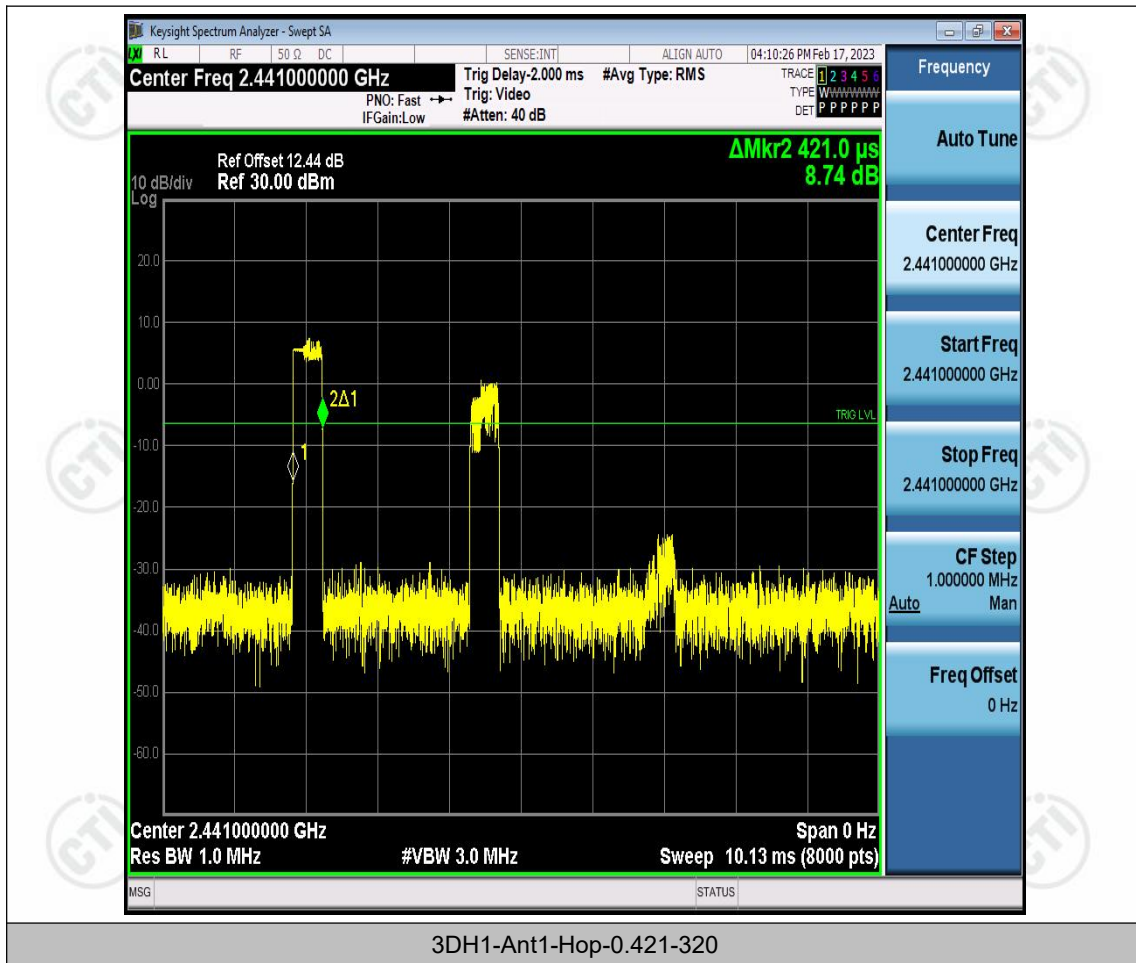 Keysight Spectrum Analyzer - Swept SA
LXI RL RF 50 Ω DC SENSE:INT ALIGN AUTO 04:10:26 PM Feb 17, 2023
Center Freq 2.441000000 GHz
PNO: Fast
IFGain:Low
Trig Delay-2.000 ms
Trig: Video
#Atten: 40 dB
#Avg Type: RMS
TRACE 1 2 3 4 5 6
TYPE WWWWWWW
DET P P P P P P
Ref Offset 12.44 dB
10 dB/div Ref 30.00 dBm
Log
ΔMkr2 421.0 µs
8.74 dB
20.0
10.0
0.00
-10.0
-20.0
-30.0
-40.0
-50.0
-60.0
1
2Δ1
TRIG LVL
Center 2.441000000 GHz Span 0 Hz
Res BW 1.0 MHz #VBW 3.0 MHz Sweep 10.13 ms (8000 pts)
MSG STATUS
Frequency
Auto Tune
Center Freq
2.441000000 GHz
Start Freq
2.441000000 GHz
Stop Freq
2.441000000 GHz
CF Step
1.000000 MHz
Auto Man
Freq Offset
0 Hz
CTI
CTI
CTI
CTI
CTI
CTI
3DH1-Ant1-Hop-0.421-320